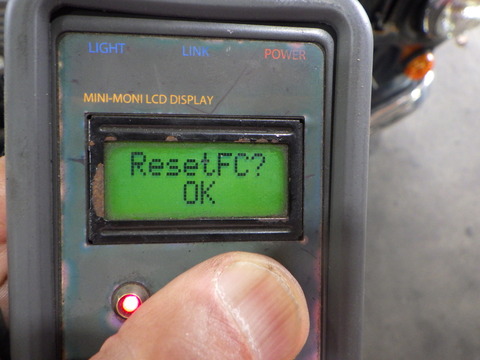 LIGHT LINK POWER
MINI-MONI LCD DISPLAY
ResetFC?
OK